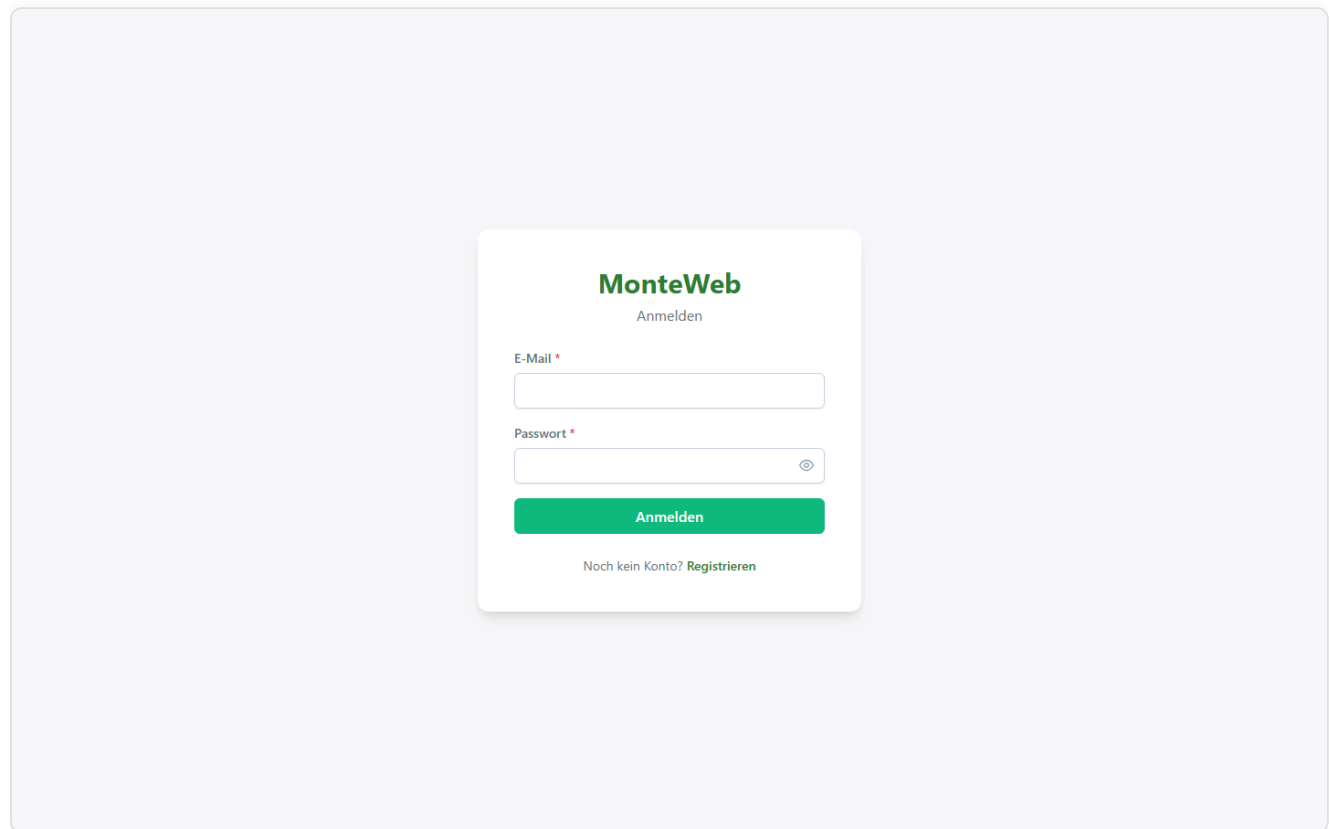 MonteWeb
Anmelden
E-Mail *
Passwort *
Anmelden
Noch kein Konto? Registrieren